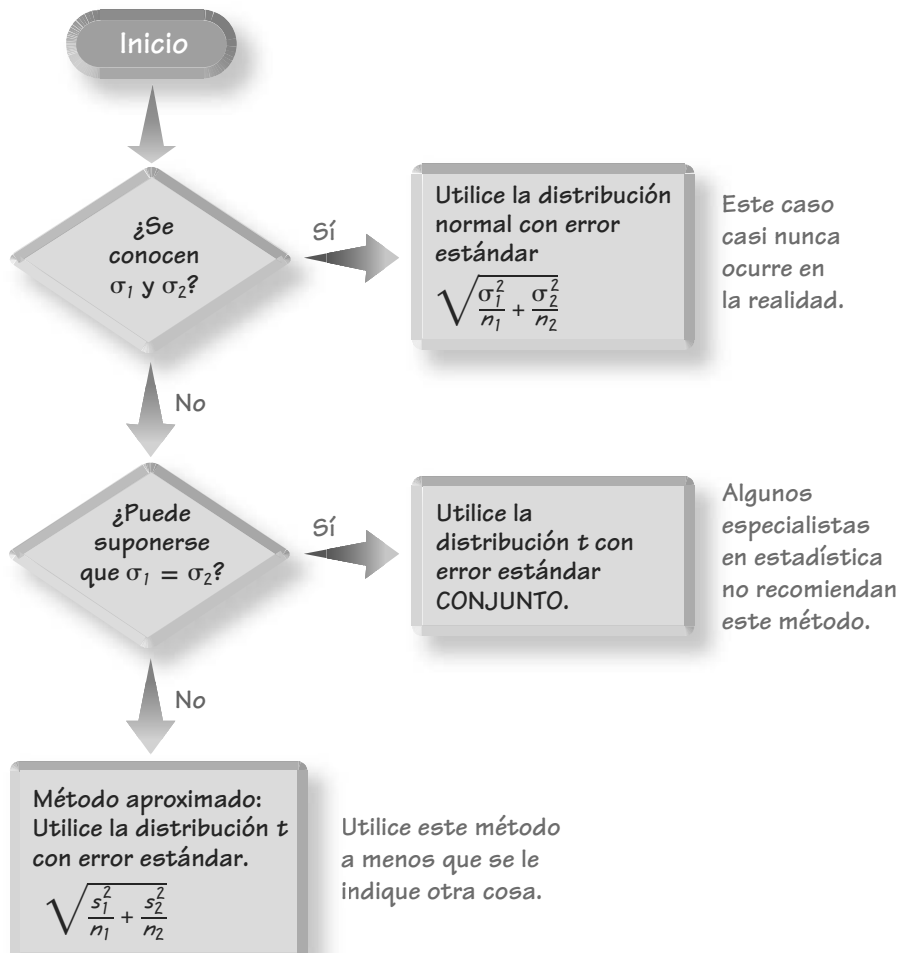 Inicio
¿Se
conocen
σ₁ y σ₂?
Sí
Utilice la distribución
normal con error
estándar
√(σ₁²/n₁ + σ₂²/n₂)
Este caso
casi nunca
ocurre en
la realidad.
No
¿Puede
suponerse
que σ₁ = σ₂?
Sí
Utilice la
distribución t con
error estándar
CONJUNTO.
Algunos
especialistas
en estadística
no recomiendan
este método.
No
Método aproximado:
Utilice la distribución t
con error estándar.
√(s₁²/n₁ + s₂²/n₂)
Utilice este método
a menos que se le
indique otra cosa.